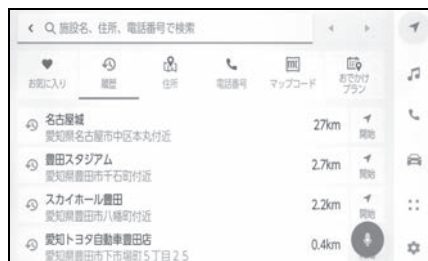 施設名、住所、電話番号で検索
お気に入り
履歴
住所
電話番号
マップコード
おでかけ
プラン
名古屋城
愛知県名古屋市中区本丸付近
27km
開始
豊田スタジアム
愛知県豊田市千石町付近
2.7km
開始
スカイホール豊田
愛知県豊田市八幡町付近
2.2km
開始
愛知トヨタ自動車豊田店
愛知県豊田市下市場町5丁目25
0.4km